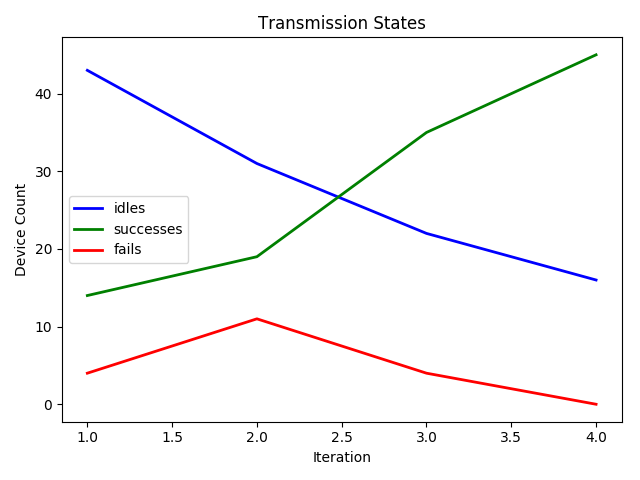 Transmission States
Device Count
40
30
20
10
0
idles
successes
fails
1.0 1.5 2.0 2.5 3.0 3.5 4.0
Iteration